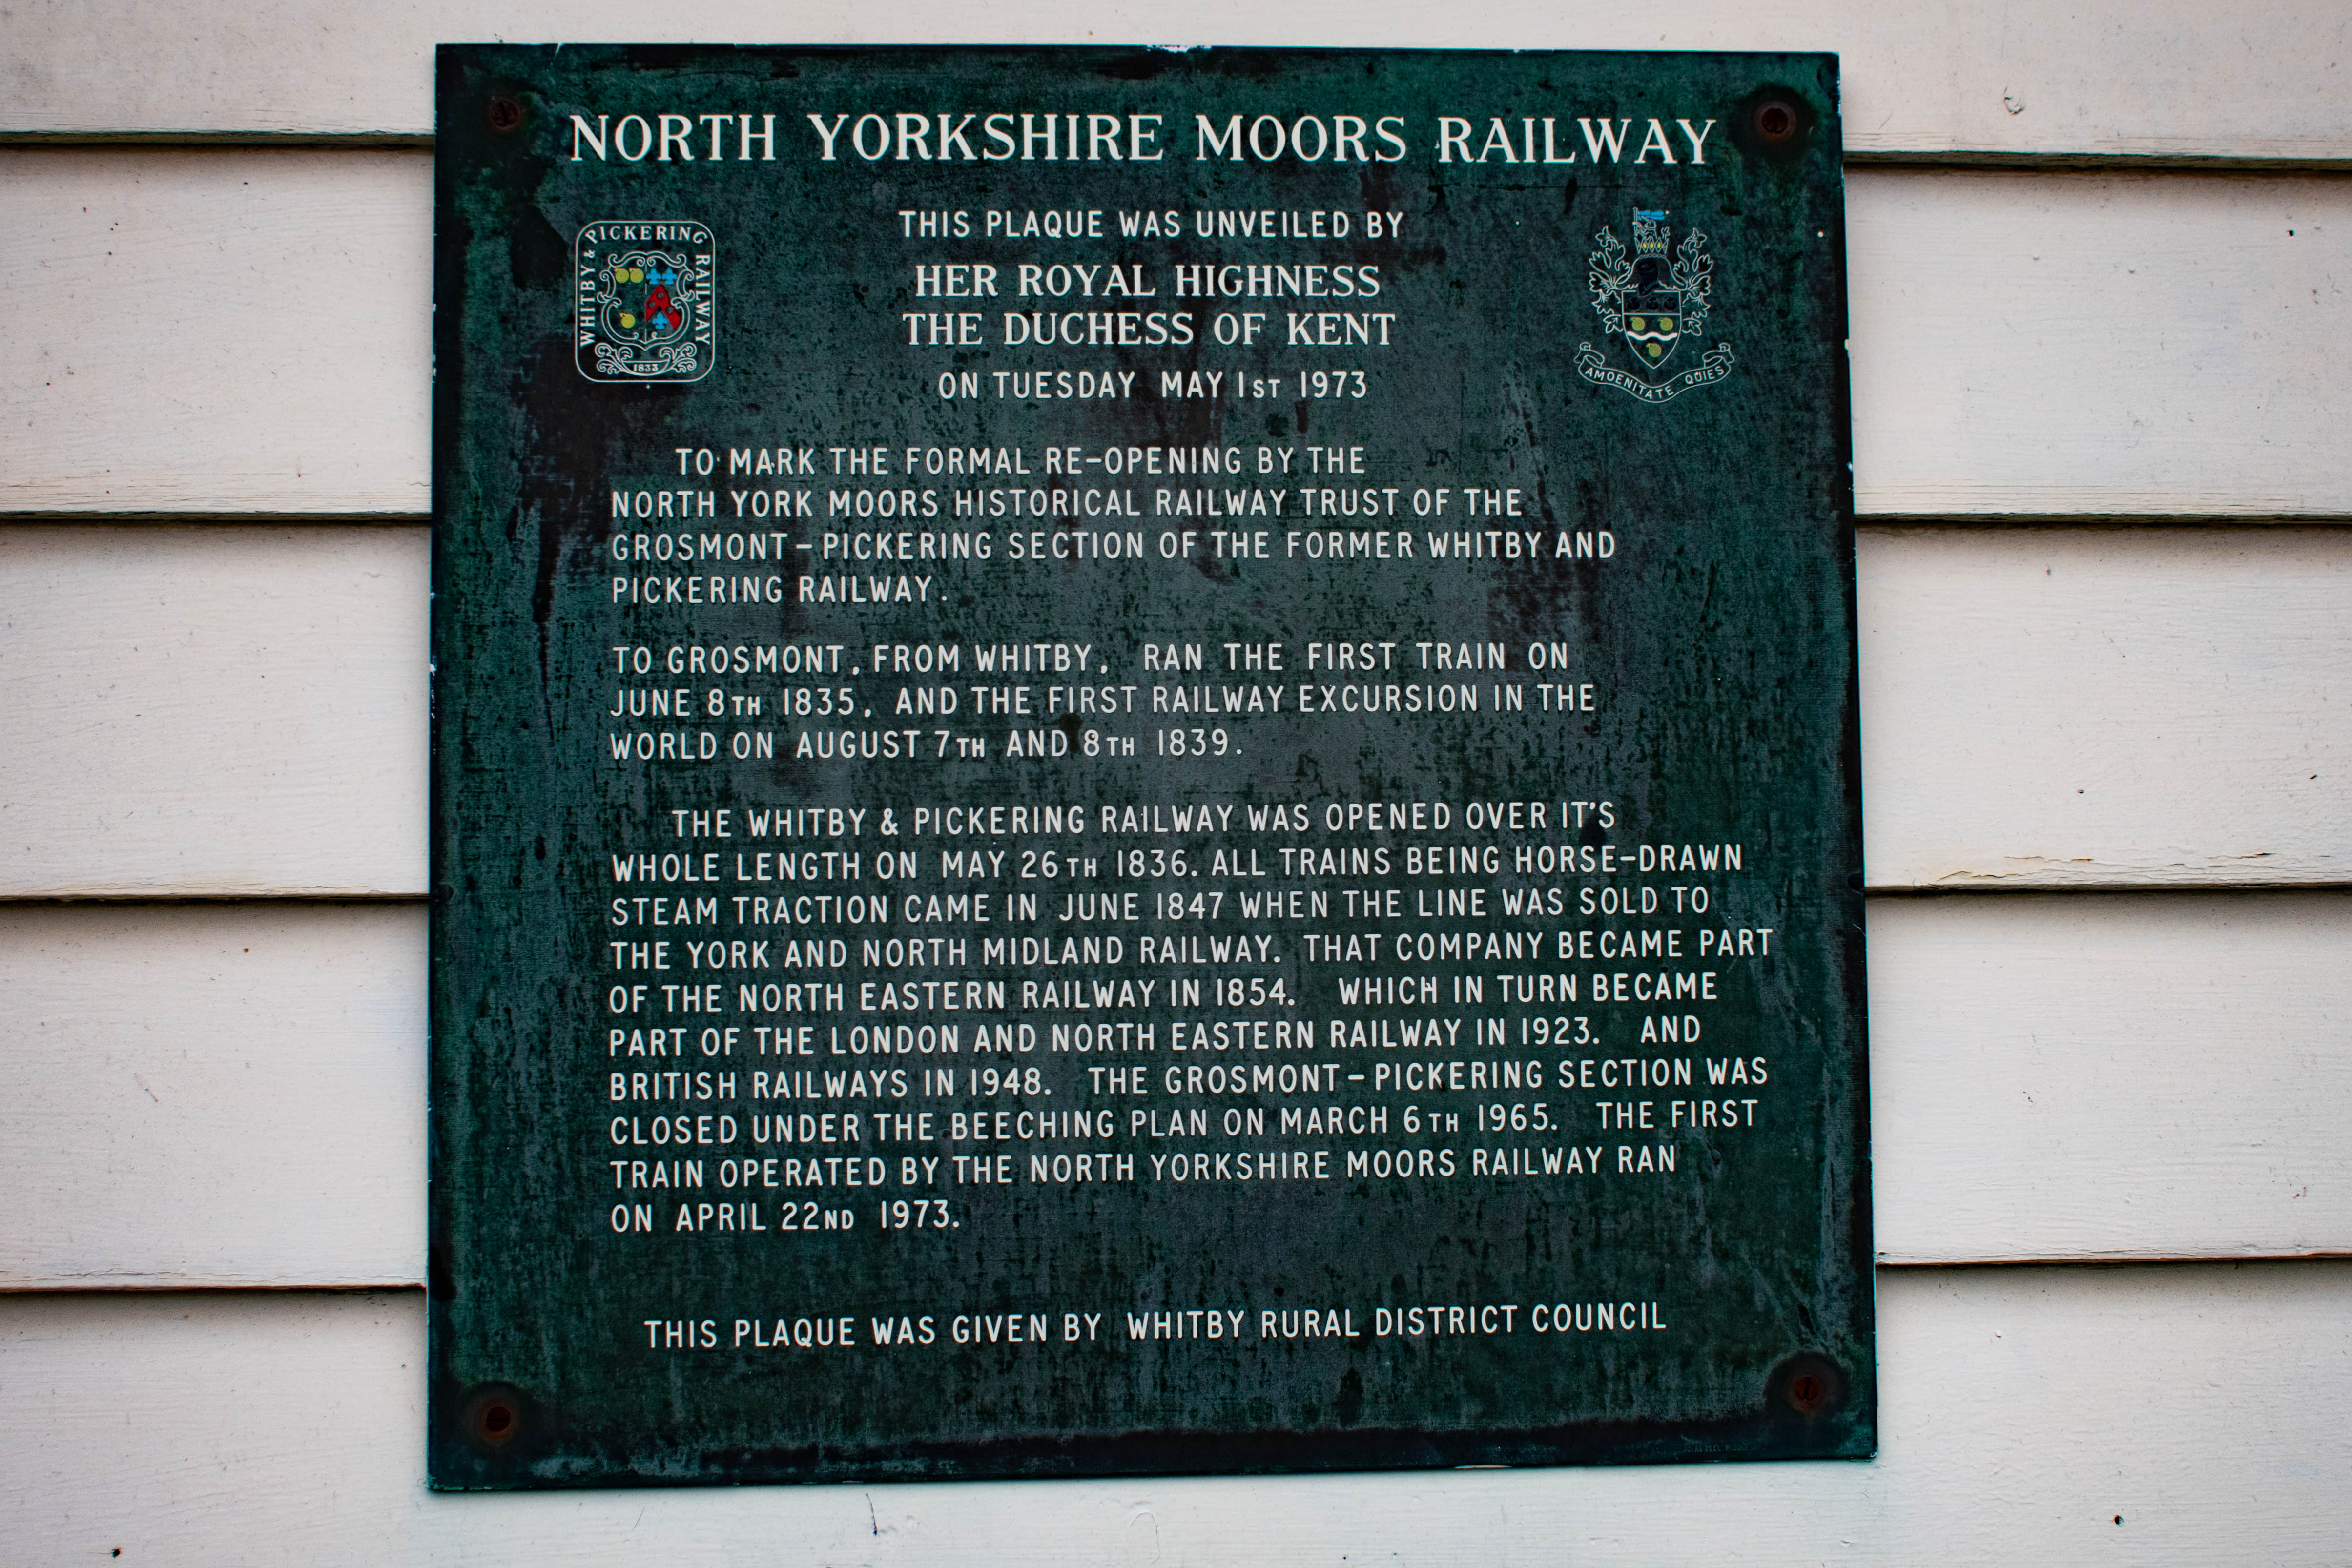 NORTH YORKSHIRE MOORS RAILWAY
WHITBY & PICKERING RAILWAY
1833
THIS PLAQUE WAS UNVEILED BY
HER ROYAL HIGHNESS
THE DUCHESS OF KENT
ON TUESDAY MAY 1ST 1973
AMOENITATE QUIES
TO MARK THE FORMAL RE-OPENING BY THE
NORTH YORK MOORS HISTORICAL RAILWAY TRUST OF THE
GROSMONT-PICKERING SECTION OF THE FORMER WHITBY AND
PICKERING RAILWAY.
TO GROSMONT, FROM WHITBY, RAN THE FIRST TRAIN ON
JUNE 8TH 1835, AND THE FIRST RAILWAY EXCURSION IN THE
WORLD ON AUGUST 7TH AND 8TH 1839.
THE WHITBY & PICKERING RAILWAY WAS OPENED OVER IT'S
WHOLE LENGTH ON MAY 26TH 1836. ALL TRAINS BEING HORSE-DRAWN
STEAM TRACTION CAME IN JUNE 1847 WHEN THE LINE WAS SOLD TO
THE YORK AND NORTH MIDLAND RAILWAY. THAT COMPANY BECAME PART
OF THE NORTH EASTERN RAILWAY IN 1854. WHICH IN TURN BECAME
PART OF THE LONDON AND NORTH EASTERN RAILWAY IN 1923. AND
BRITISH RAILWAYS IN 1948. THE GROSMONT-PICKERING SECTION WAS
CLOSED UNDER THE BEECHING PLAN ON MARCH 6TH 1965. THE FIRST
TRAIN OPERATED BY THE NORTH YORKSHIRE MOORS RAILWAY RAN
ON APRIL 22ND 1973.
THIS PLAQUE WAS GIVEN BY WHITBY RURAL DISTRICT COUNCIL